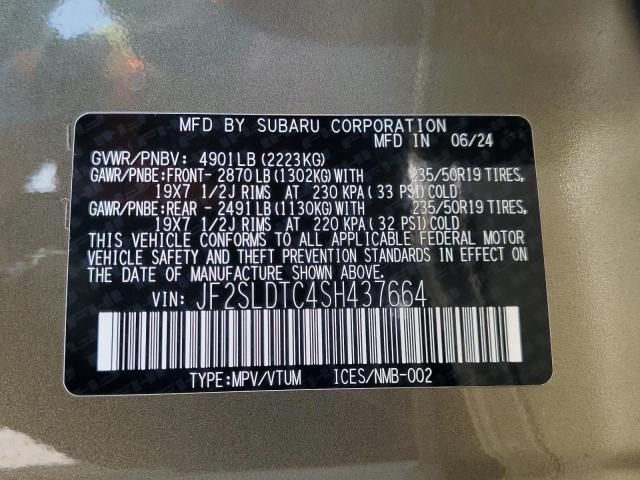 MFD BY SUBARU CORPORATION
MFD IN 06/24
GVWR/PNBV: 4901LB(2223KG)
GAWR/PNBE:FRONT- 2870LB(1302KG)WITH 235/50R19 TIRES,
19X7 1/2J RIMS AT 230 KPA(33 PSI)COLD
GAWR/PNBE:REAR - 2491LB(1130KG)WITH 235/50R19 TIRES,
19X7 1/2J RIMS AT 220 KPA(32 PSI)COLD
THIS VEHICLE CONFORMS TO ALL APPLICABLE FEDERAL MOTOR
VEHICLE SAFETY AND THEFT PREVENTION STANDARDS IN EFFECT ON
THE DATE OF MANUFACTURE SHOWN ABOVE.
VIN: JF2SLDTC4SH437664
TYPE:MPV/VTUM ICES/NMB-002